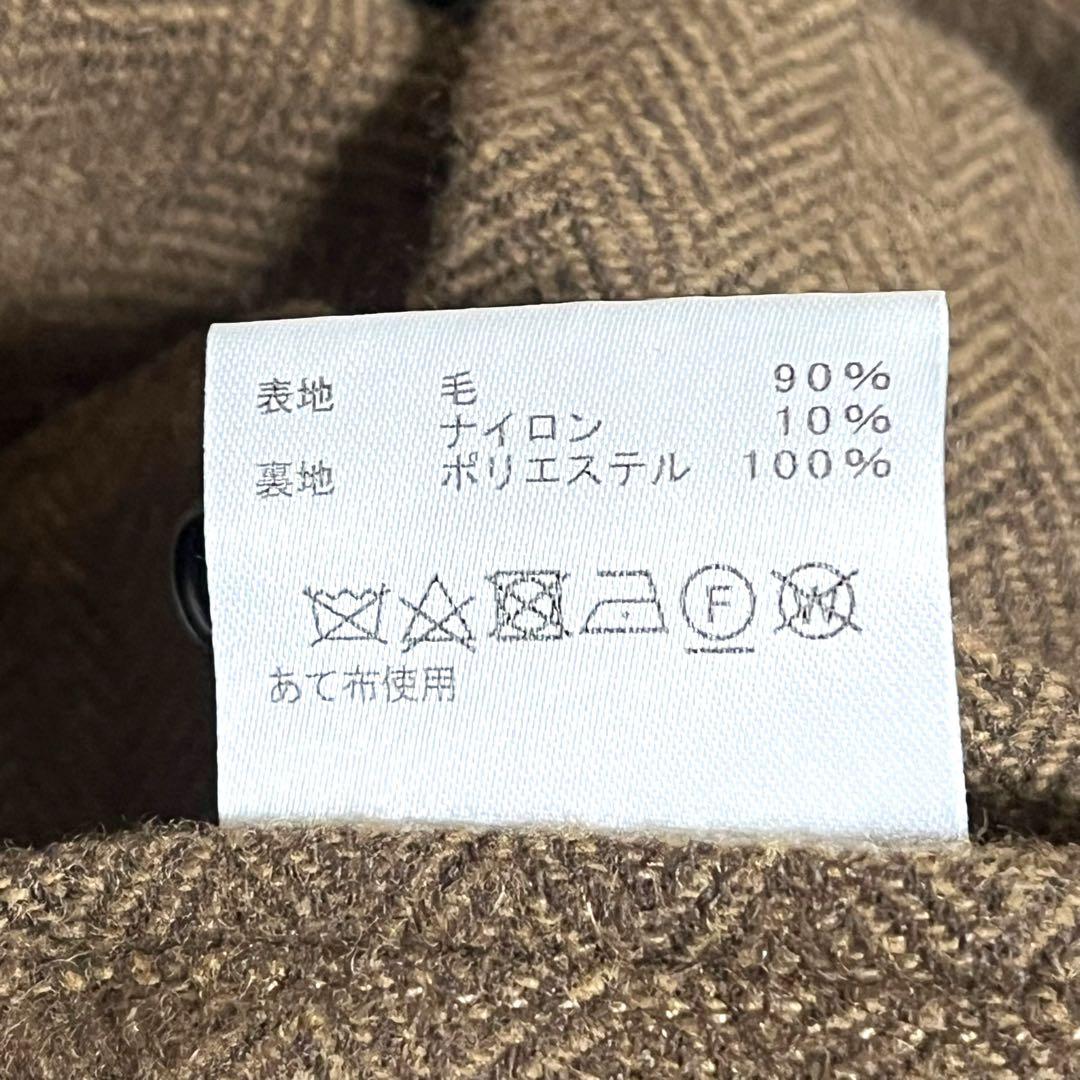 表地 毛 90%
ナイロン 10%
裏地 ポリエステル 100%
F W
あて布使用